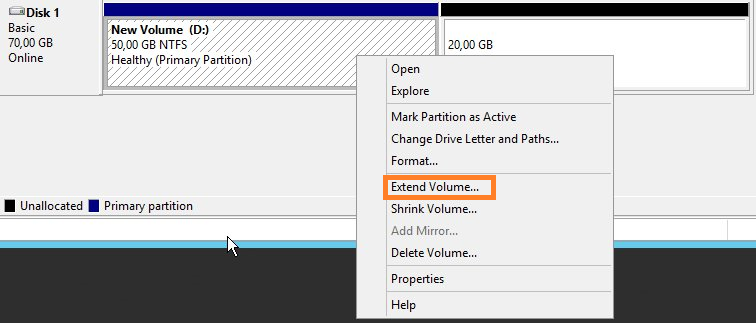 Disk 1
Basic
70,00 GB
Online
New Volume (D:)
50,00 GB NTFS
Healthy (Primary Partition)
20,00 GB
Open
Explore
Mark Partition as Active
Change Drive Letter and Paths...
Format...
Extend Volume...
Shrink Volume...
Add Mirror...
Delete Volume...
Properties
Help
Unallocated
Primary partition